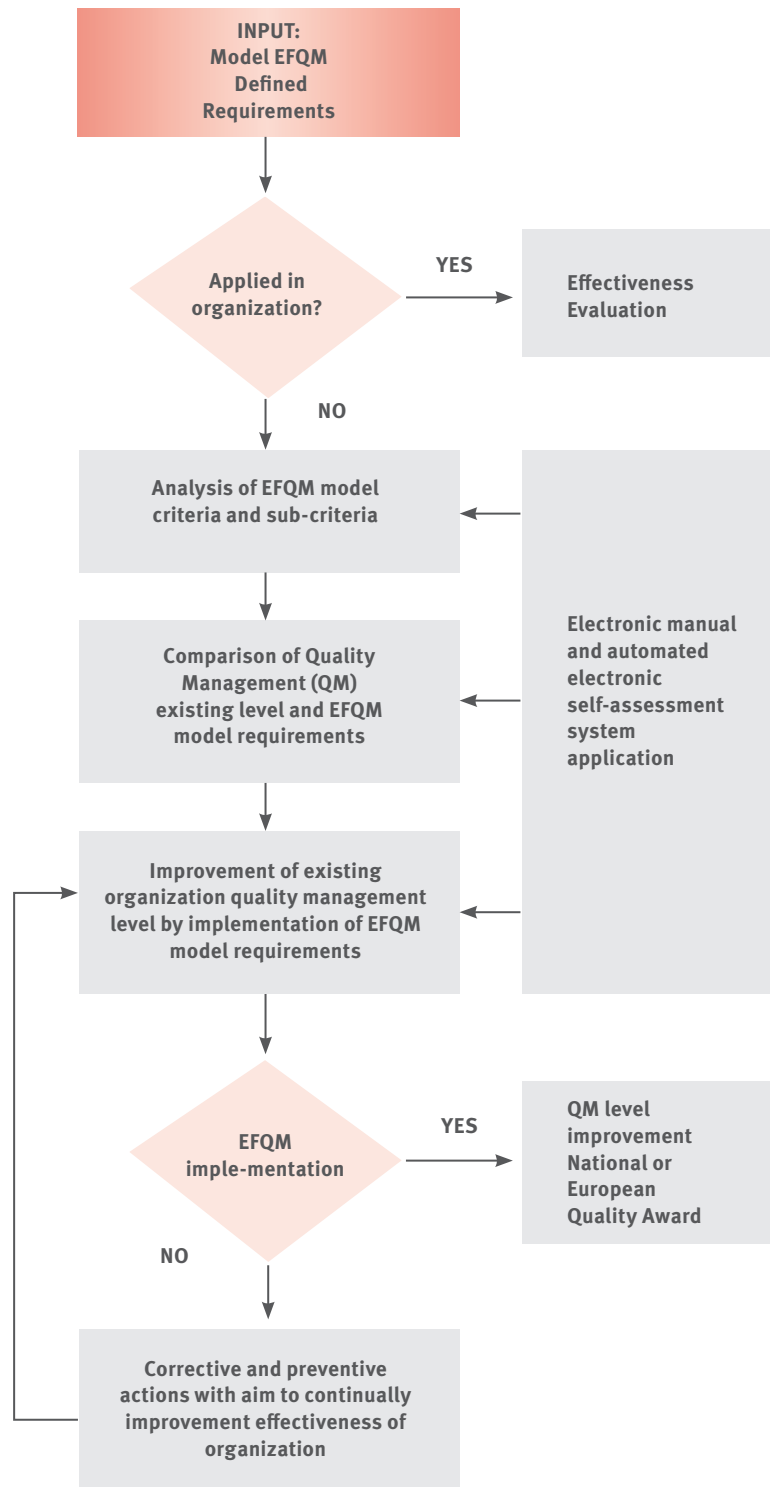 INPUT:
Model EFQM
Defined
Requirements
Applied in
organization?
YES
Effectiveness
Evaluation
NO
Analysis of EFQM model
criteria and sub-criteria
Comparison of Quality
Management (QM)
existing level and EFQM
model requirements
Electronic manual
and automated
electronic
self-assessment
system
application
Improvement of existing
organization quality management
level by implementation of EFQM
model requirements
EFQM
imple-mentation
YES
QM level
improvement
National or
European
Quality Award
NO
Corrective and preventive
actions with aim to continually
improvement effectiveness of
organization